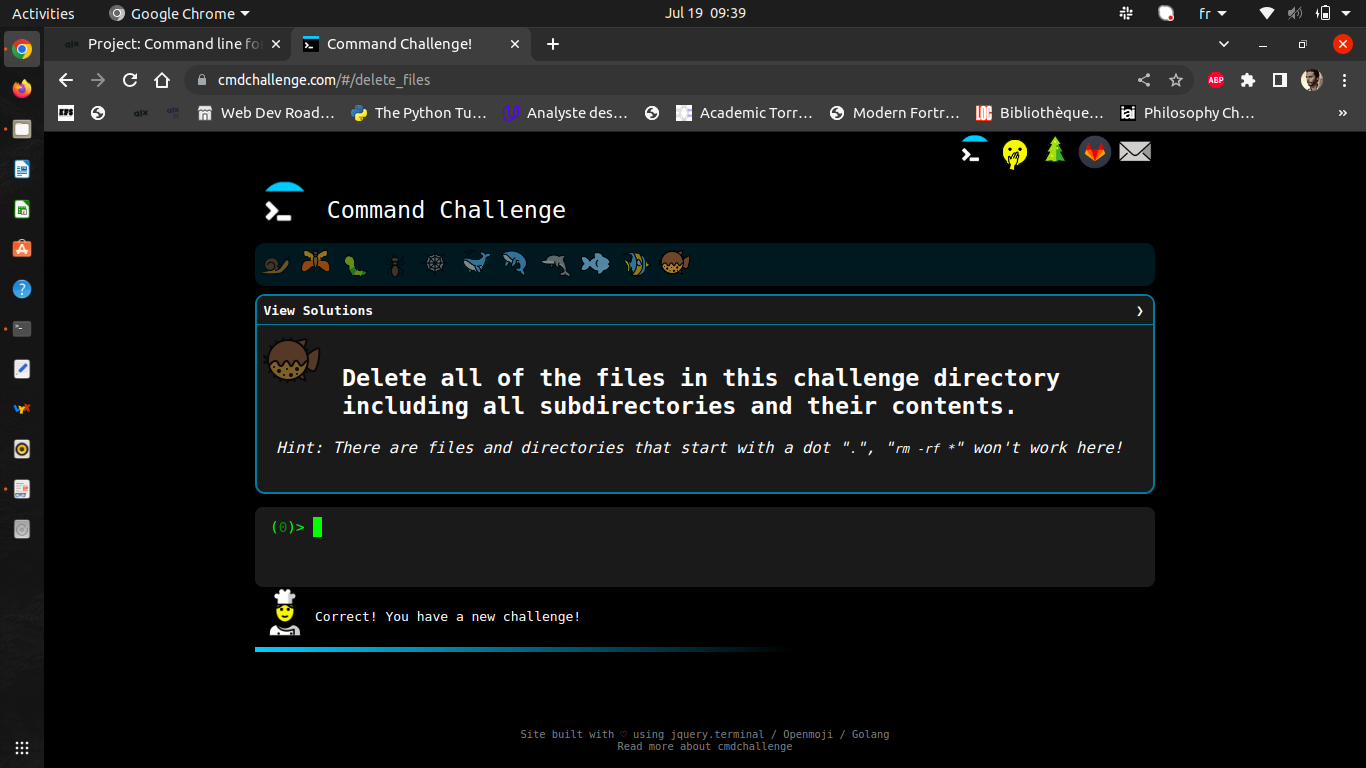 Activities
Google Chrome
Jul 19 09:39
fr
Project: Command line fo
Command Challenge!
cmdchallenge.com/#/delete_files
ABP
Web Dev Road…
The Python Tu…
Analyste des…
Academic Torr…
Modern Fortr…
LOG
Bibliothèque…
iai
Philosophy Ch…
»
Command Challenge
View Solutions
Delete all of the files in this challenge directory
including all subdirectories and their contents.
Hint: There are files and directories that start with a dot ".", "rm -rf *" won't work here!
(0)>
Correct! You have a new challenge!
Site built with ♡ using jquery.terminal / Openmoji / Golang
Read more about cmdchallenge